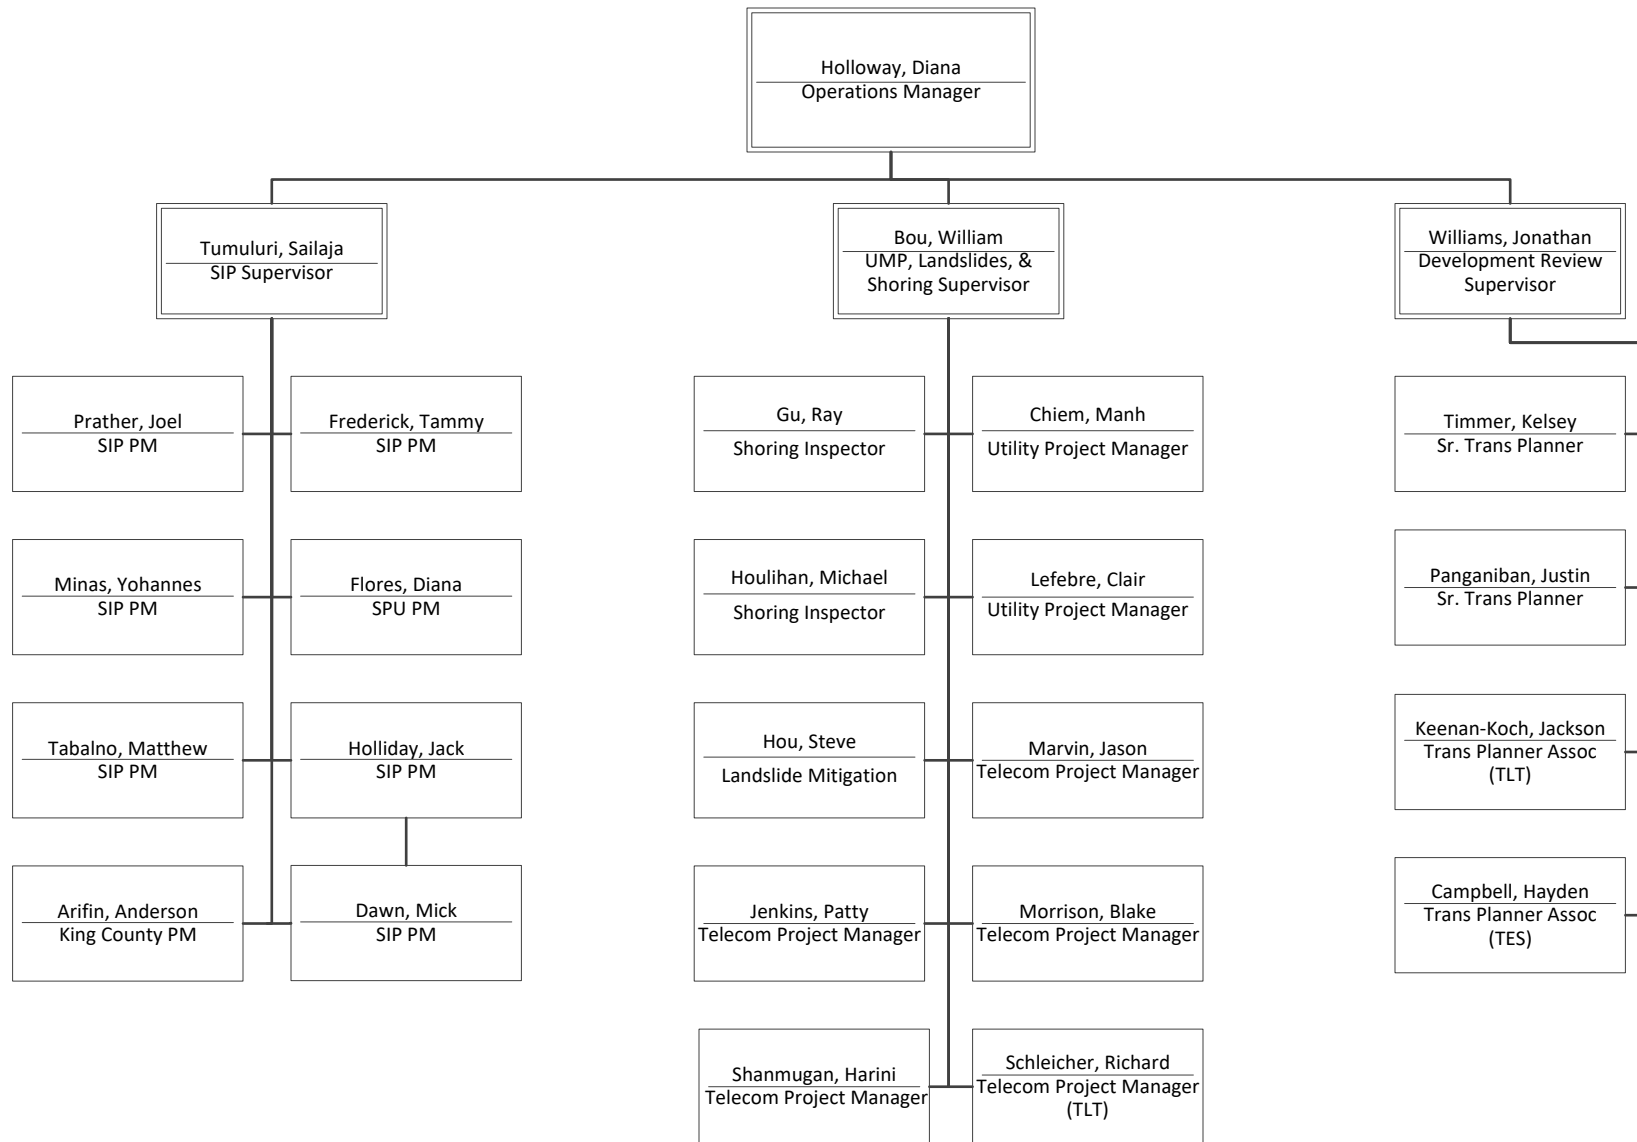 Holloway, Diana
Operations Manager
Tumuluri, Sailaja
SIP Supervisor
Bou, William
UMP, Landslides, &
Shoring Supervisor
Williams, Jonathan
Development Review
Supervisor
Prather, Joel
SIP PM
Frederick, Tammy
SIP PM
Gu, Ray
Shoring Inspector
Chiem, Manh
Utility Project Manager
Timmer, Kelsey
Sr. Trans Planner
Minas, Yohannes
SIP PM
Flores, Diana
SPU PM
Houlihan, Michael
Shoring Inspector
Lefebre, Clair
Utility Project Manager
Panganiban, Justin
Sr. Trans Planner
Tabalno, Matthew
SIP PM
Holliday, Jack
SIP PM
Hou, Steve
Landslide Mitigation
Marvin, Jason
Telecom Project Manager
Keenan-Koch, Jackson
Trans Planner Assoc
(TLT)
Arifin, Anderson
King County PM
Dawn, Mick
SIP PM
Jenkins, Patty
Telecom Project Manager
Morrison, Blake
Telecom Project Manager
Campbell, Hayden
Trans Planner Assoc
(TES)
Shanmugan, Harini
Telecom Project Manager
Schleicher, Richard
Telecom Project Manager
(TLT)